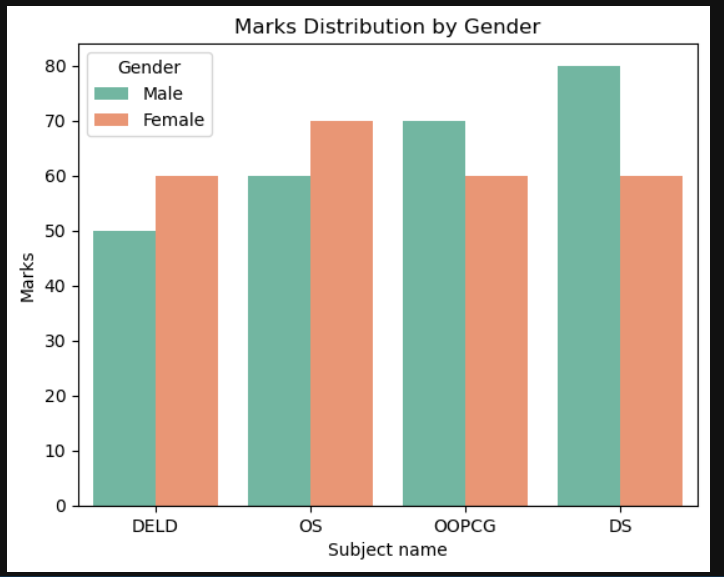 Marks Distribution by Gender
Gender
Male
Female
80
70
60
50
40
30
20
10
0
Marks
DELD OS OOPCG DS
Subject name